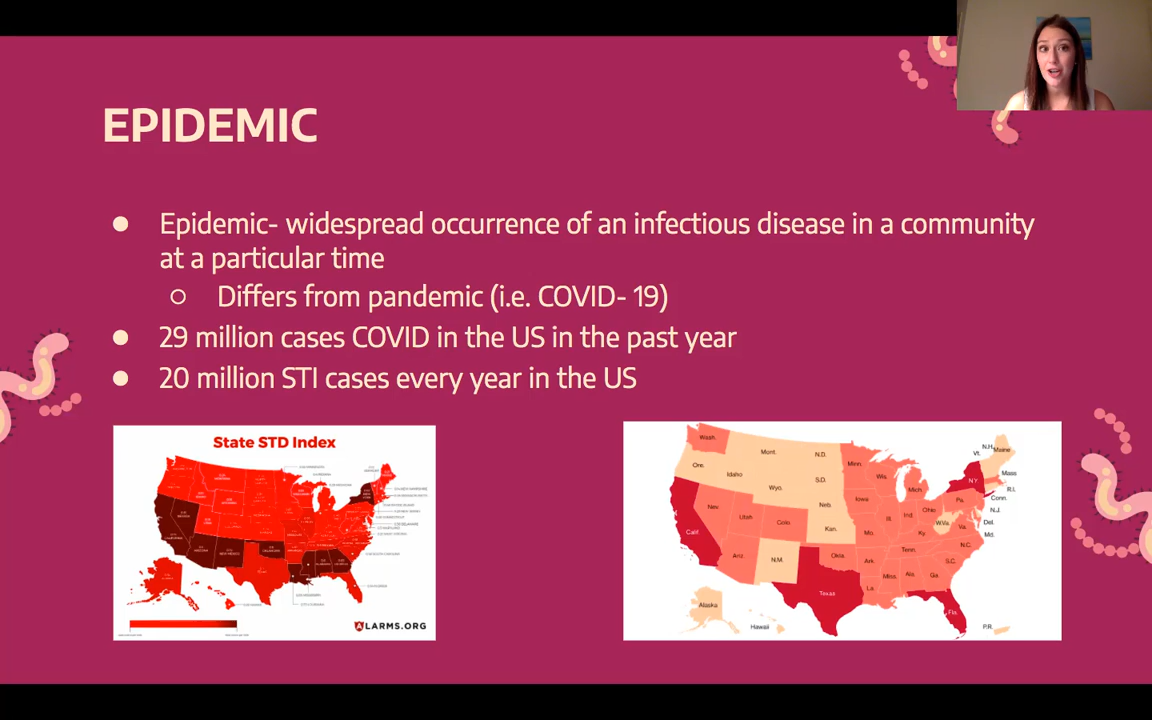 EPIDEMIC
● Epidemic- widespread occurrence of an infectious disease in a community
at a particular time
○ Differs from pandemic (i.e. COVID- 19)
● 29 million cases COVID in the US in the past year
● 20 million STI cases every year in the US
State STD Index
ALARMS.ORG
Wash.
Mont.
N.D.
Minn.
Vt.
N.H.
Maine
Ore.
Idaho
S.D.
Wis.
Mich
N.Y.
Mass
Wyo.
Neb.
Iowa
Pa.
Conn.
R.I.
Nev.
Utah
Colo.
Kan.
Mo.
Ill.
Ind.
Ohio
W.Va
Va.
N.J
Del.
Md.
Calif.
Ky.
Ariz.
N.M.
Okla.
Ark.
Tenn.
N.C.
S.C.
Texas
La.
Miss.
Ala.
Ga.
Fla.
Alaska
Hawaii
P.R.